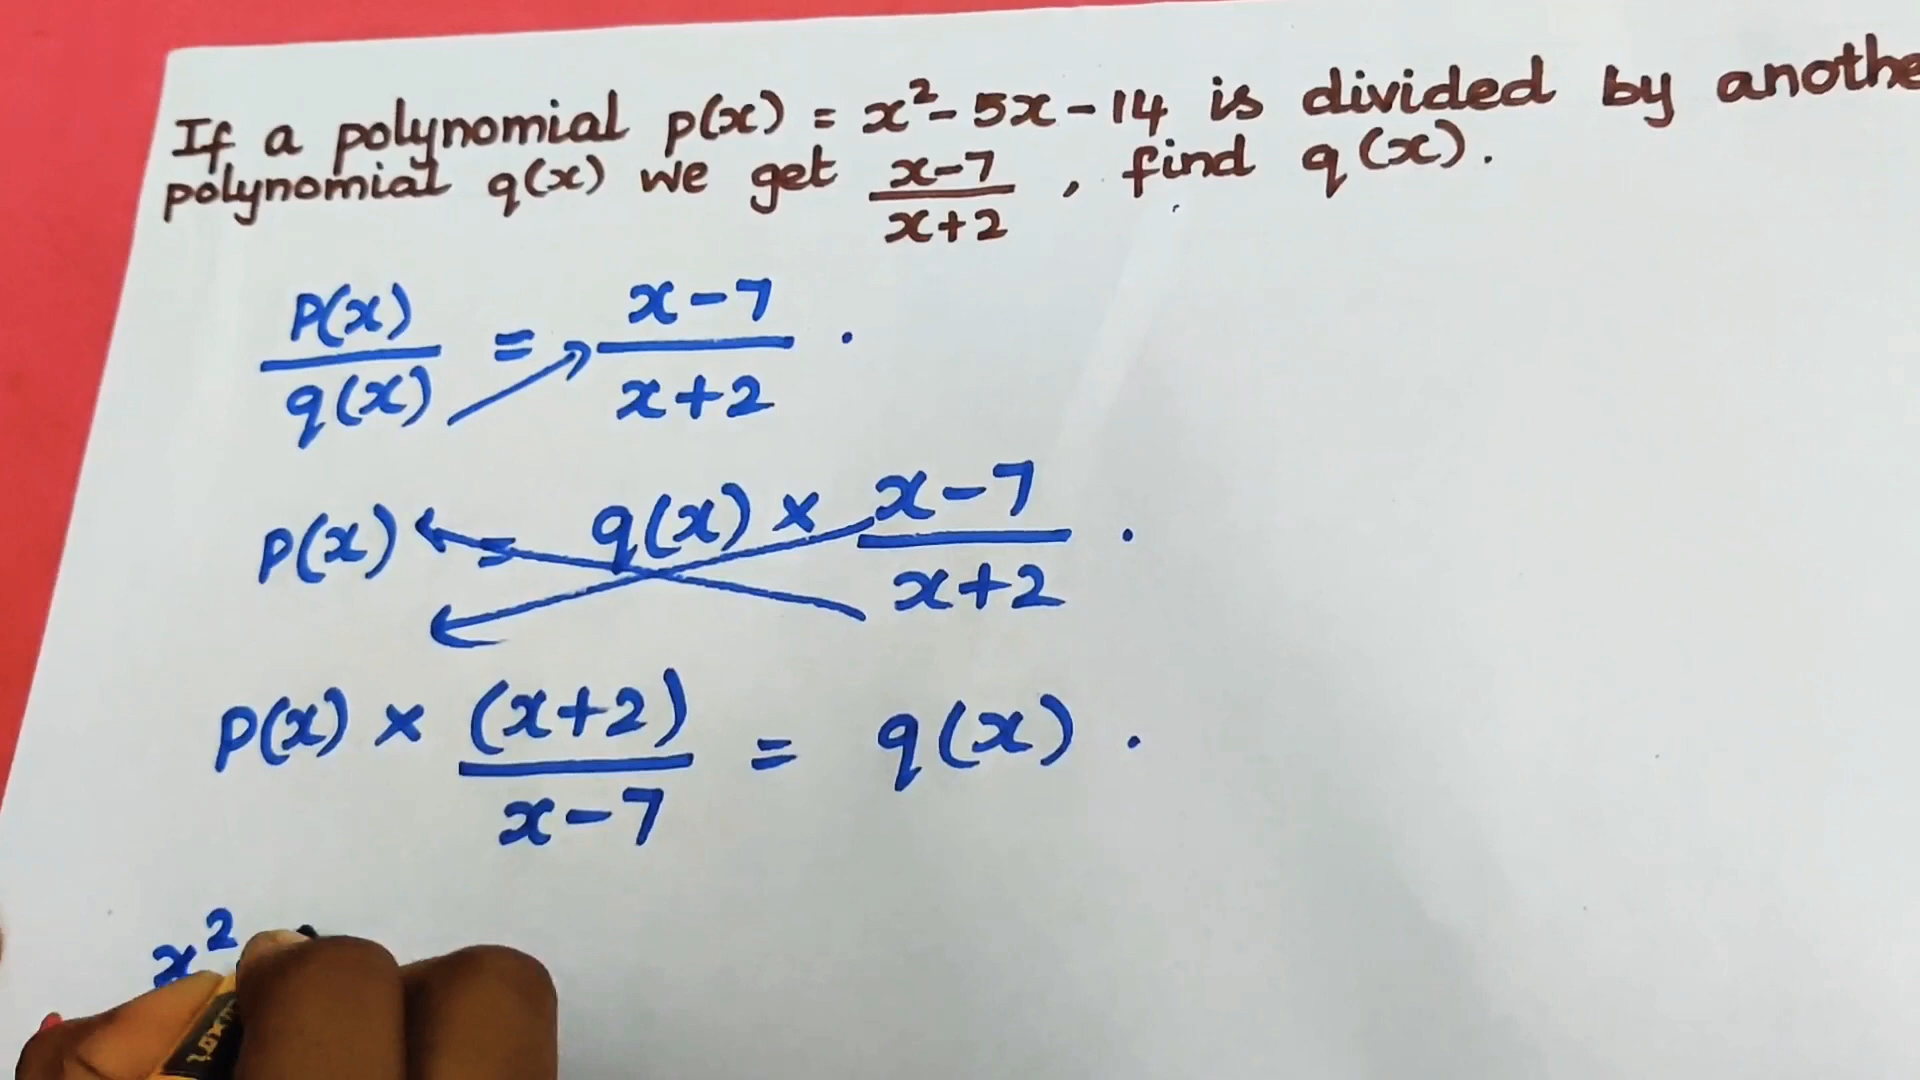 If a polynomial p(x) = x² - 5x - 14 is divided by anothe
polynomial q(x) we get (x-7)/(x+2), find q(x).
P(x)/q(x) = (x-7)/(x+2).
P(x) = q(x) × (x-7)/(x+2).
P(x) × (x+2)/(x-7) = q(x).
x²